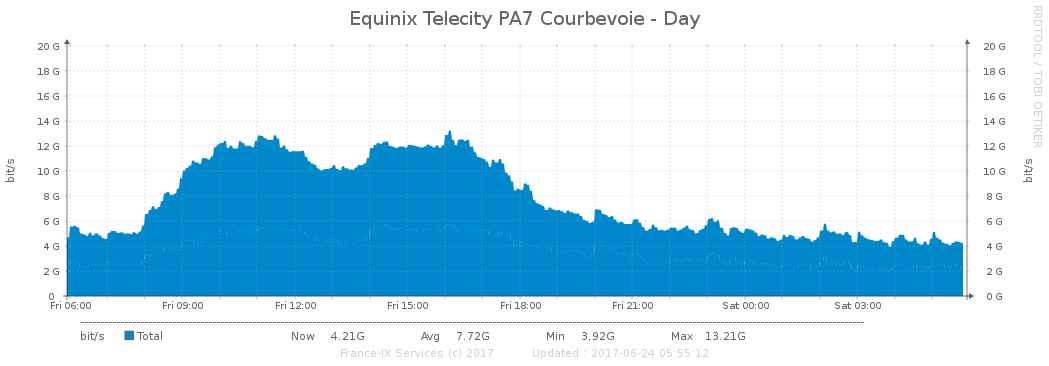 Equinix Telecity PA7 Courbevoie - Day
RRDTOOL / TOBI OETIKER
20 G 20 G
18 G 18 G
16 G 16 G
14 G 14 G
12 G 12 G
10 G 10 G
8 G 8 G
6 G 6 G
4 G 4 G
2 G 2 G
0 0 G
bit/s bit/s
Fri 06:00 Fri 09:00 Fri 12:00 Fri 15:00 Fri 18:00 Fri 21:00 Sat 00:00 Sat 03:00
bit/s Total Now 4.21G Avg 7.72G Min 3.92G Max 13.21G
France-IX Services (c) 2017 Updated : 2017-06-24 05:55:12